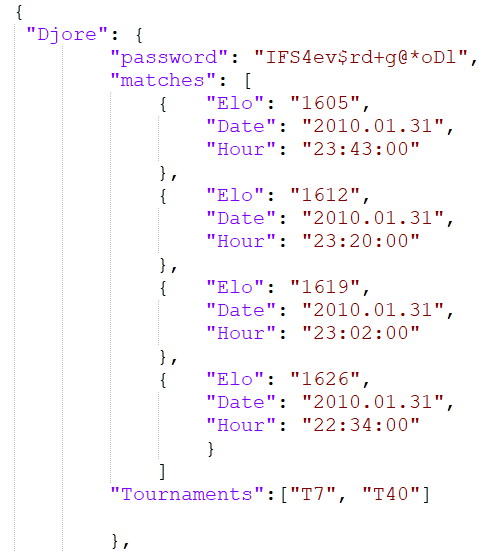 {
"Djore": {
"password": "IFS4ev$rd+g@*oDl",
"matches": [
{ "Elo": "1605",
"Date": "2010.01.31",
"Hour": "23:43:00"
},
{ "Elo": "1612",
"Date": "2010.01.31",
"Hour": "23:20:00"
},
{ "Elo": "1619",
"Date": "2010.01.31",
"Hour": "23:02:00"
},
{ "Elo": "1626",
"Date": "2010.01.31",
"Hour": "22:34:00"
}
]
"Tournaments":["T7", "T40"]
},